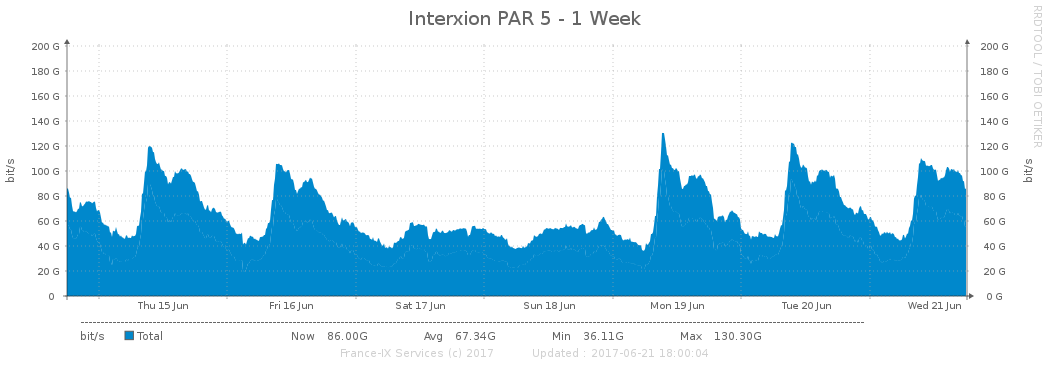 Interxion PAR 5 - 1 Week
RRDTOOL / TOBI OETIKER
bit/s
200 G
180 G
160 G
140 G
120 G
100 G
80 G
60 G
40 G
20 G
0
200 G
180 G
160 G
140 G
120 G
100 G
80 G
60 G
40 G
20 G
0 G
bit/s
Thu 15 Jun Fri 16 Jun Sat 17 Jun Sun 18 Jun Mon 19 Jun Tue 20 Jun Wed 21 Jun
bit/s Total Now 86.00G Avg 67.34G Min 36.11G Max 130.30G
France-IX Services (c) 2017 Updated : 2017-06-21 18:00:04